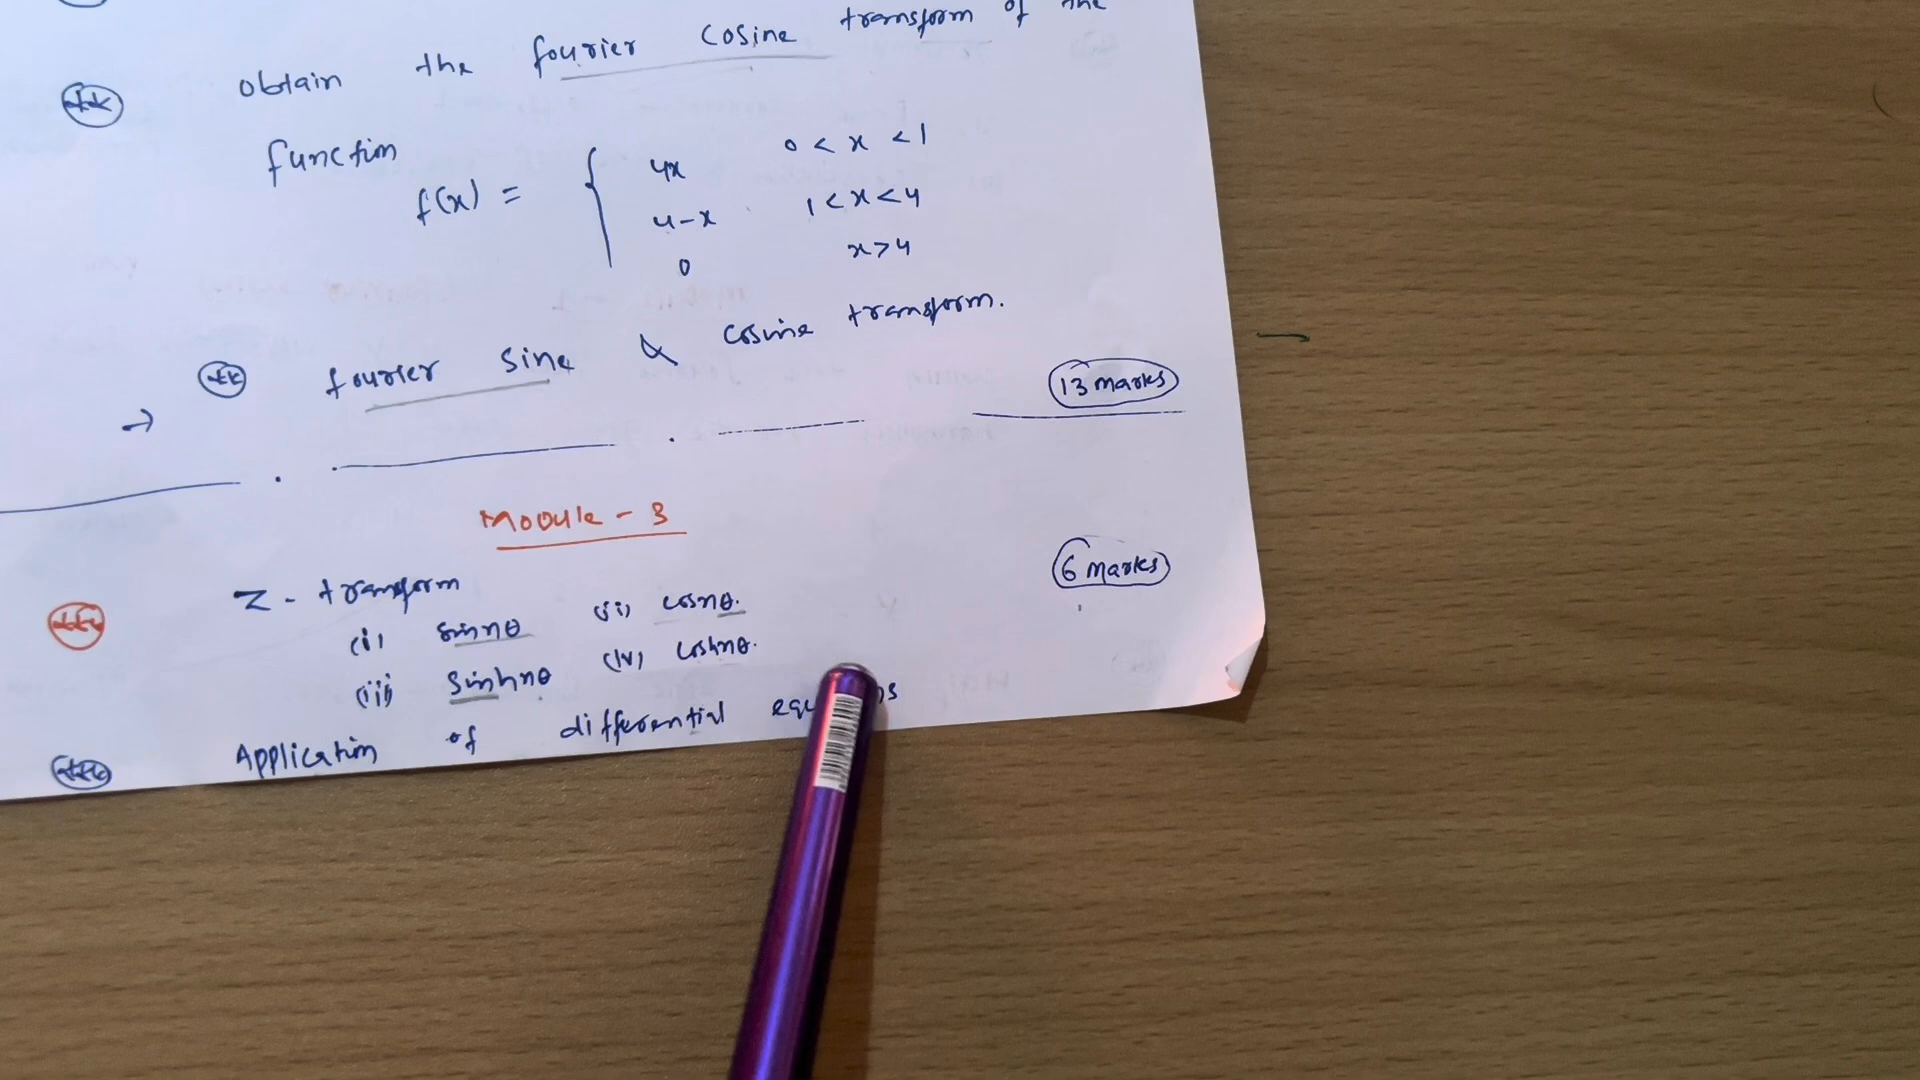 obtain the fourier cosine transform of the
function
f(x) = { 4x 0 < x < 1
4-x 1 < x < 4
0 x > 4
fourier sine & cosine transform.
13 marks
Module - 3
Z - transform 6 marks
(i) sinnθ (ii) cosnθ.
(iii) sinhnθ (iv) coshnθ.
Application of differential